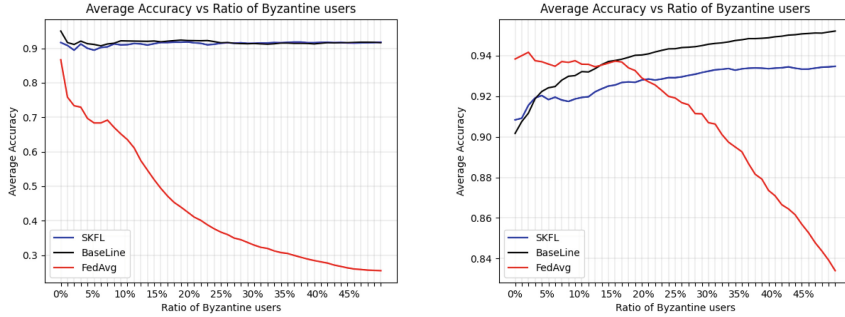 Average Accuracy vs Ratio of Byzantine users
Average Accuracy
0.9
0.8
0.7
0.6
0.5
0.4
0.3
SKFL
BaseLine
FedAvg
0% 5% 10% 15% 20% 25% 30% 35% 40% 45%
Ratio of Byzantine users
Average Accuracy vs Ratio of Byzantine users
Average Accuracy
0.94
0.92
0.90
0.88
0.86
0.84
SKFL
BaseLine
FedAvg
0% 5% 10% 15% 20% 25% 30% 35% 40% 45%
Ratio of Byzantine users